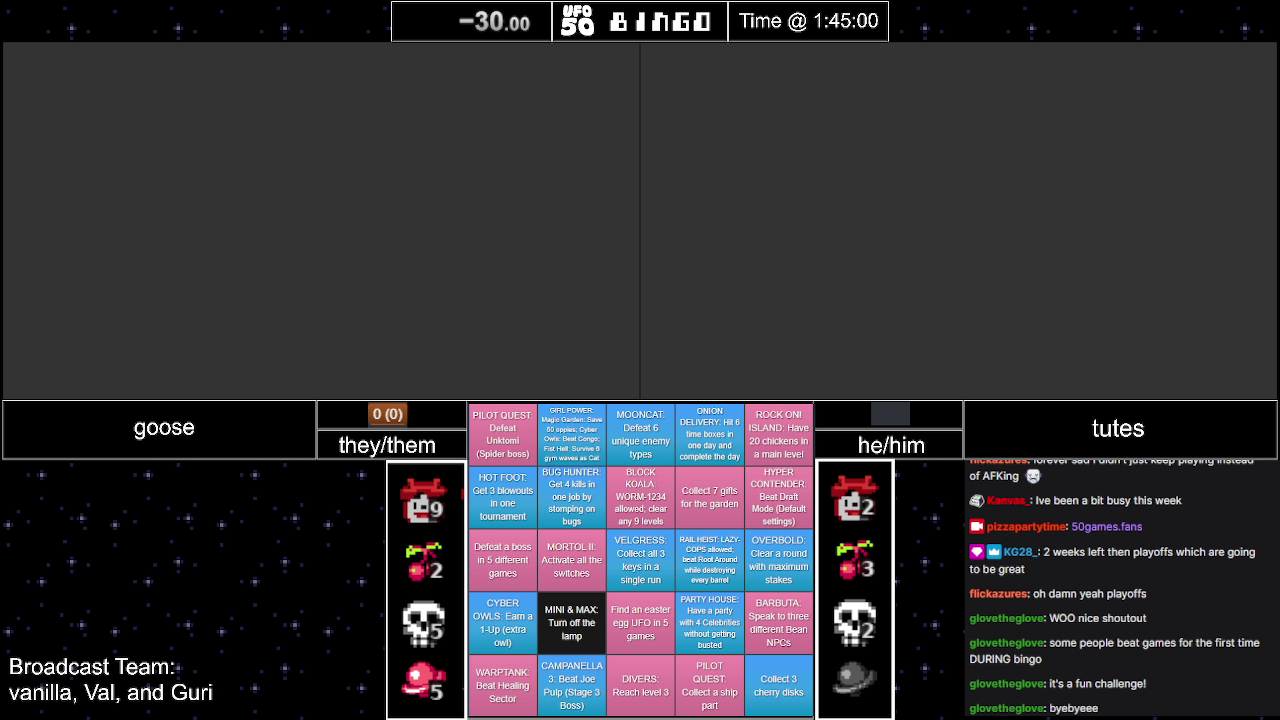 −30.00
UFO 50 BINGO
Time @ 1:45:00
goose
0 (0)
they/them
he/him
tutes
PILOT QUEST:
Defeat
Unktomi
(Spider boss)
GIRL POWER:
Magic Garden: Save
50 oppies; Cyber
Owls: Beat Congo;
Fist Hell: Survive 6
gym waves as Cat
MOONCAT:
Defeat 6
unique enemy
types
ONION
DELIVERY: Hit 6
time boxes in
one day and
complete the day
ROCK ON!
ISLAND: Have
20 chickens in
a main level
HOT FOOT:
Get 3 blowouts
in one
tournament
BUG HUNTER:
Get 4 kills in
one job by
stomping on
bugs
BLOCK
KOALA:
WORM-1234
allowed; clear
any 9 levels
Collect 7 gifts
for the garden
HYPER
CONTENDER:
Beat Draft
Mode (Default
settings)
Defeat a boss
in 5 different
games
MORTOL II:
Activate all the
switches
VELGRESS:
Collect all 3
keys in a
single run
RAIL HEIST: LAZY-
COPS allowed;
beat Root Around
while destroying
every barrel
OVERBOLD:
Clear a round
with maximum
stakes
CYBER
OWLS: Earn a
1-Up (extra
owl)
MINI & MAX:
Turn off the
lamp
Find an easter
egg UFO in 5
games
PARTY HOUSE:
Have a party
with 4 Celebrities
without getting
busted
BARBUTA:
Speak to three
different Bean
NPCs
WARPTANK:
Beat Healing
Sector
CAMPANELLA
3: Beat Joe
Pulp (Stage 3
Boss)
DIVERS:
Reach level 3
PILOT
QUEST:
Collect a ship
part
Collect 3
cherry disks
9
2
5
5
2
3
2
Broadcast Team:
vanilla, Val, and Guri
flickazures: forever sad I didn't just keep playing instead
of AFKing
Kanvas_: Ive been a bit busy this week
pizzapartytime: 50games.fans
KG28_: 2 weeks left then playoffs which are going
to be great
flickazures: oh damn yeah playoffs
glovetheglove: WOO nice shoutout
glovetheglove: some people beat games for the first time
DURING bingo
glovetheglove: it's a fun challenge!
glovetheglove: byebyeee